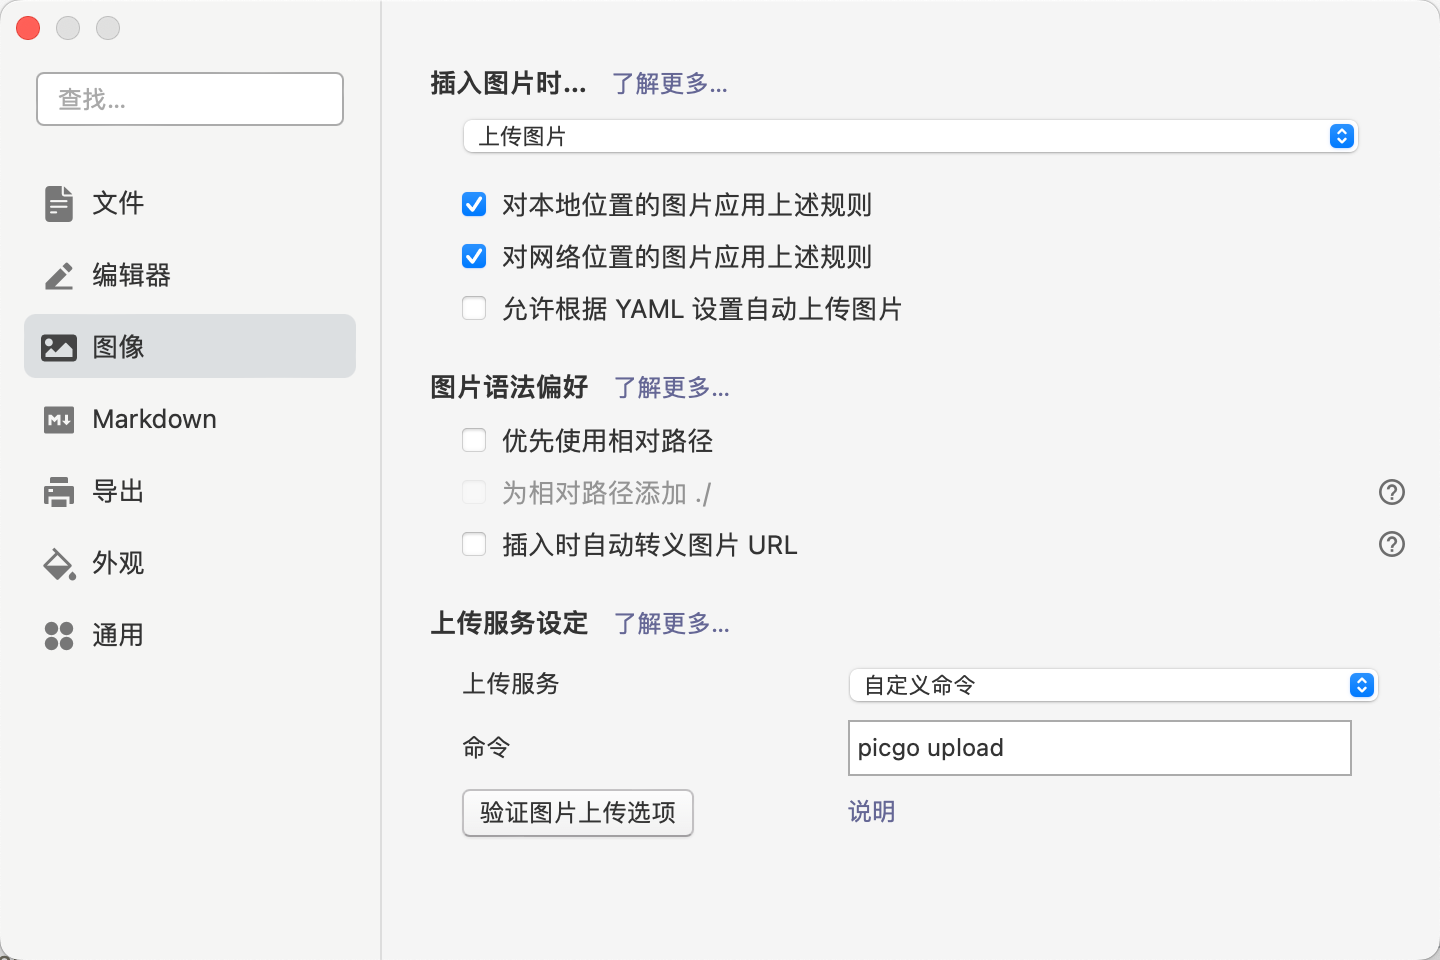 查找...
文件
编辑器
图像
Markdown
导出
外观
通用
插入图片时... 了解更多...
上传图片
对本地位置的图片应用上述规则
对网络位置的图片应用上述规则
允许根据 YAML 设置自动上传图片
图片语法偏好 了解更多...
优先使用相对路径
为相对路径添加 ./
插入时自动转义图片 URL
上传服务设定 了解更多...
上传服务 自定义命令
命令 picgo upload
验证图片上传选项 说明